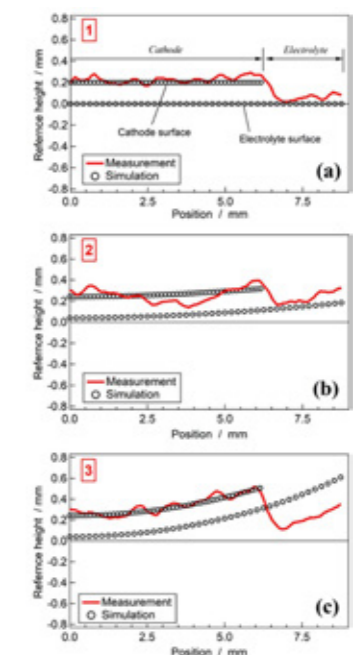 1
Cathode
Electrolyte
Refernce height / mm
0.8
0.6
0.4
0.2
0.0
0.2
0.4
0.6
0.8
Cathode surface
Electrolyte surface
Measurement
Simulation
(a)
0.0 2.5 5.0 7.5
Position / mm
2
Refernce height / mm
0.8
0.6
0.4
0.2
0.0
0.2
0.4
0.6
0.8
Measurement
Simulation
(b)
0.0 2.5 5.0 7.5
Position / mm
3
Refernce height / mm
0.8
0.6
0.4
0.2
0.0
0.2
0.4
0.6
0.8
Measurement
Simulation
(c)
0.0 2.5 5.0 7.5
Position / mm